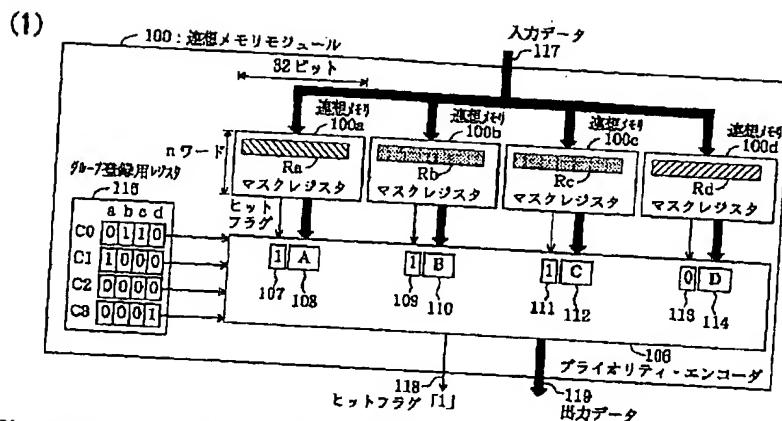 (1)
100:連想メモリモジュール
入力データ
117
32ビット
連想メモリ
100a
連想メモリ
100b
連想メモリ
100c
連想メモリ
100d
nワード
Ra
マスクレジスタ
Rb
マスクレジスタ
Rc
マスクレジスタ
Rd
マスクレジスタ
グループ登録用レジスタ
116
ヒット
フラグ
a b c d
C0 0 1 1 0
C1 1 0 0 0
C2 0 0 0 0
C3 0 0 0 1
1 A
1 B
1 C
0 D
107
108
109
110
111
112
113
114
106
プライオリティ・エンコーダ
118
ヒットフラグ「1」
119
出力データ